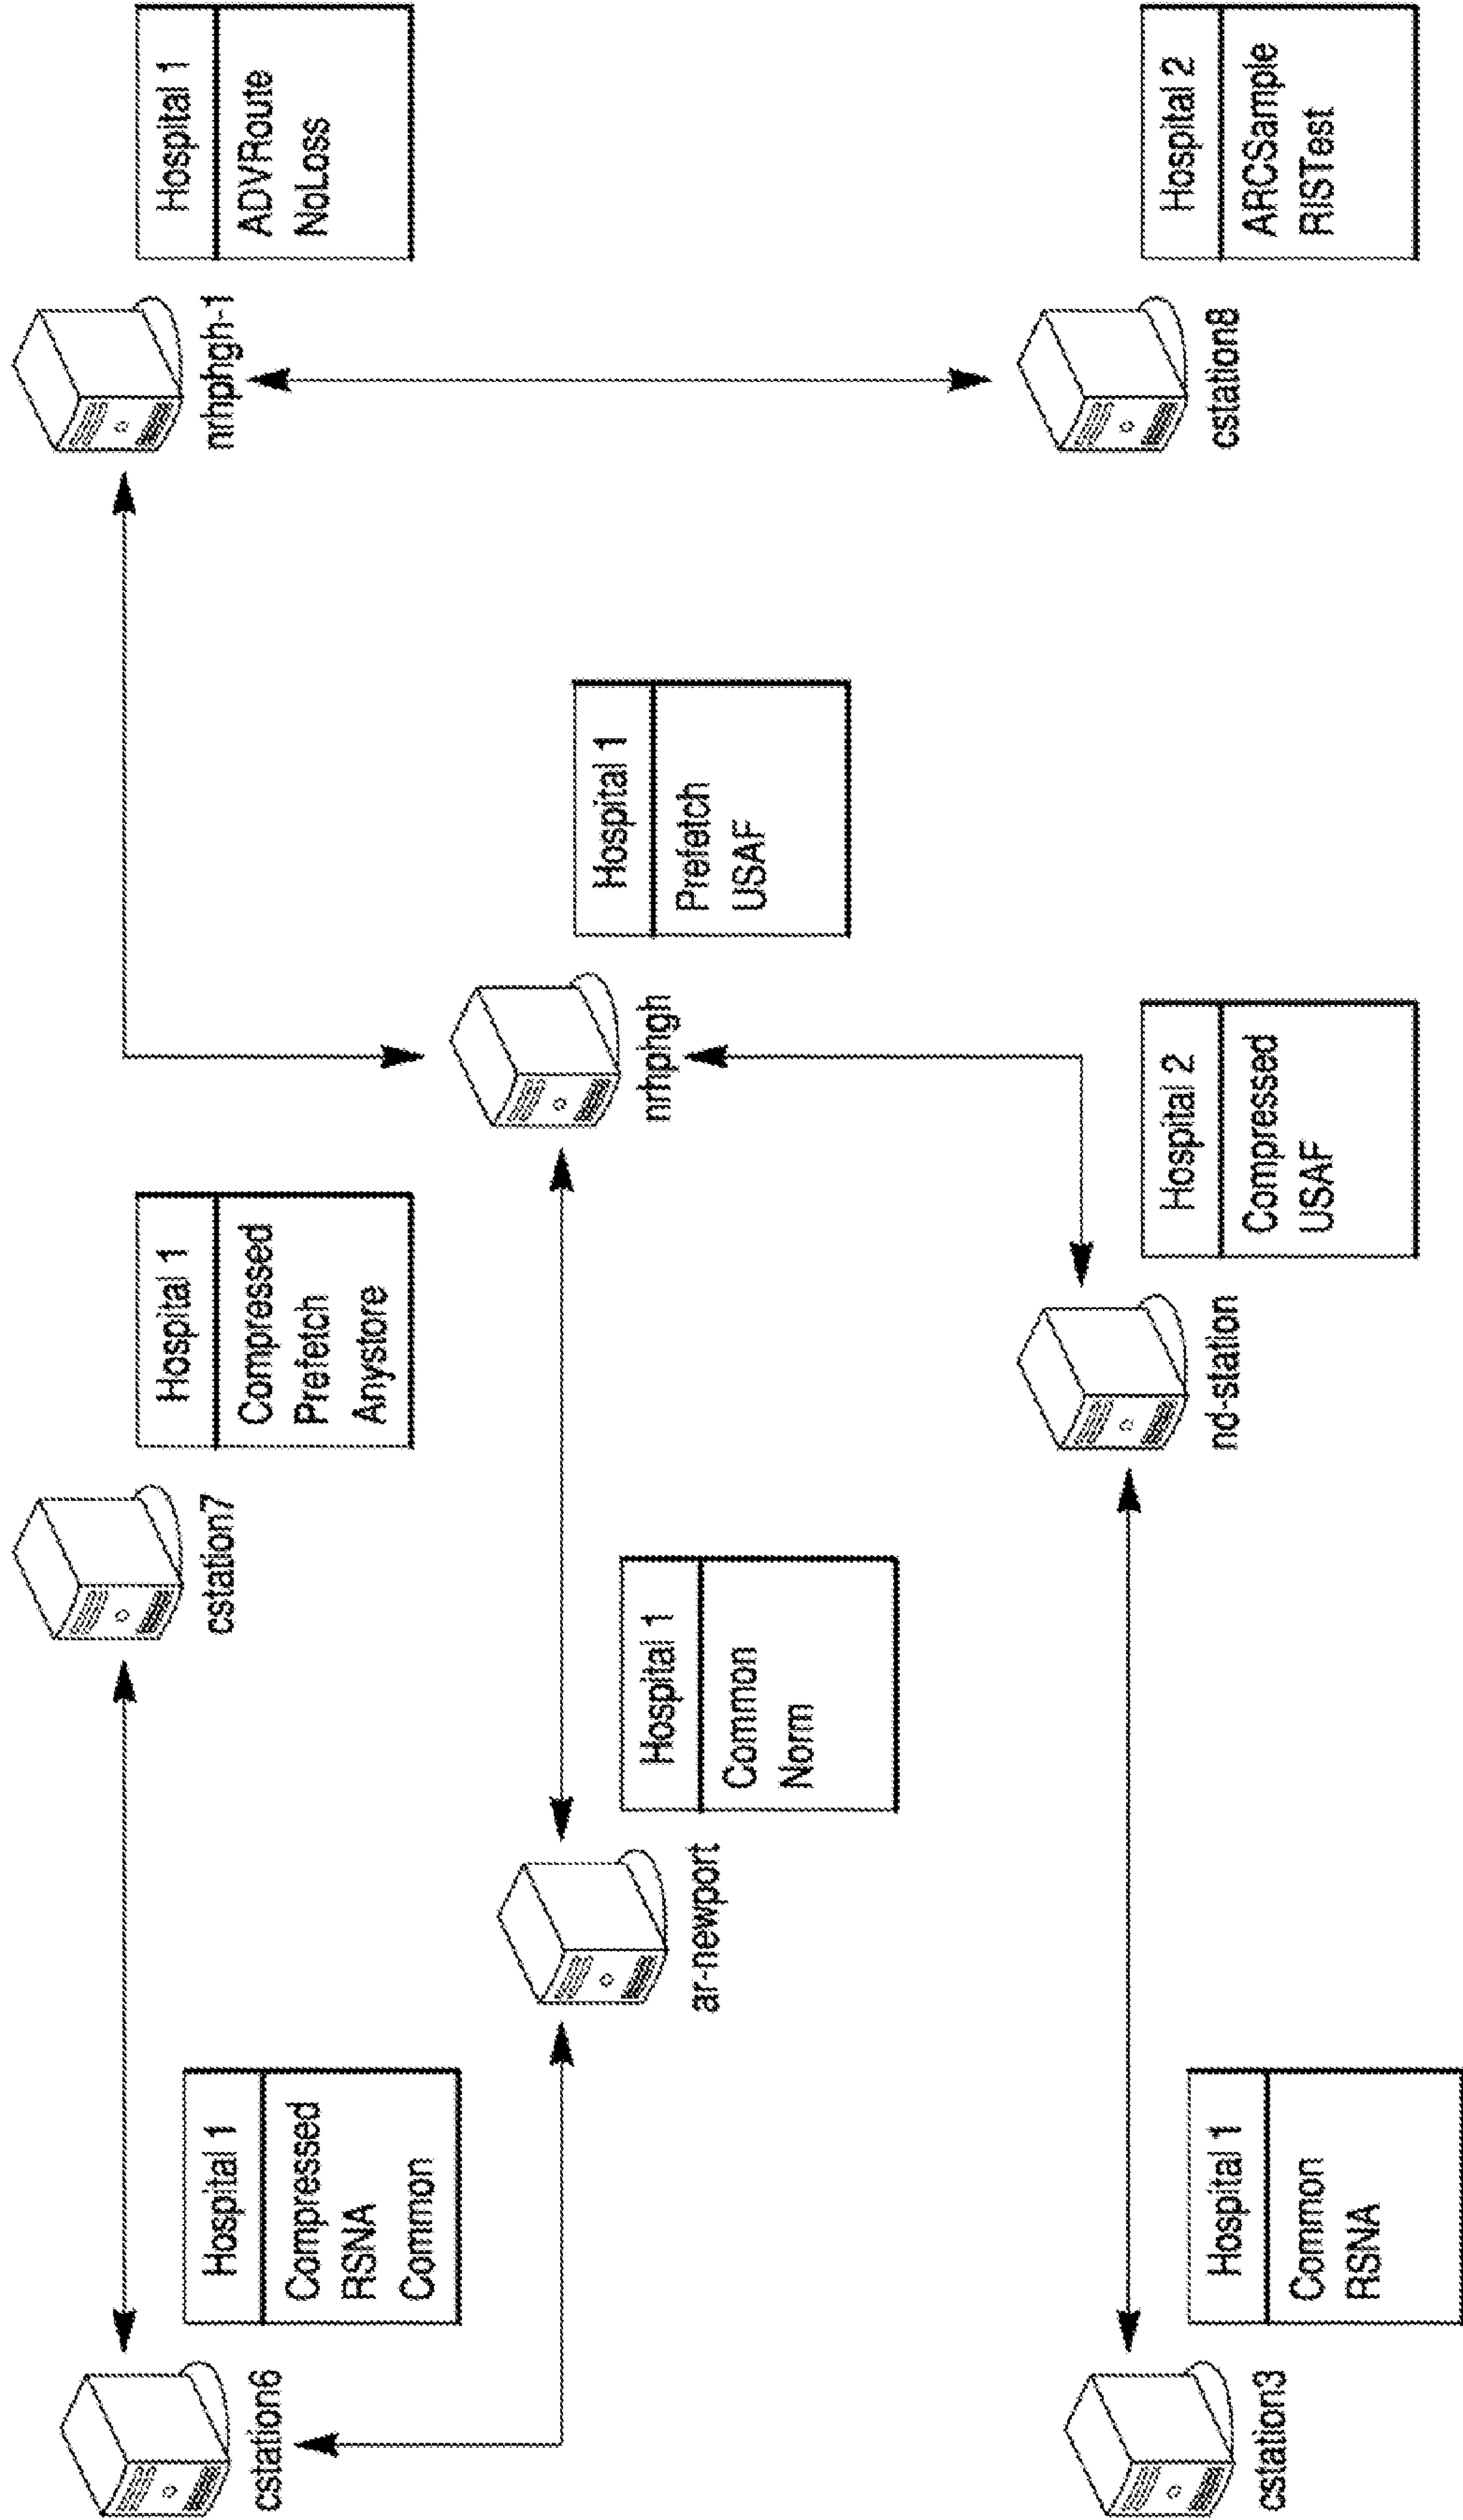 cstation6
Hospital 1
Compressed
RSNA
Common
cstation7
Hospital 1
Compressed
Prefetch
Anystore
nrhphgh-1
Hospital 1
ADVRoute
NoLoss
ar-newport
Hospital 1
Common
Norm
nrhphgh
Hospital 1
Prefetch
USAF
cstation3
Hospital 1
Common
RSNA
nd-station
Hospital 2
Compressed
USAF
cstation8
Hospital 2
ARCSample
RISTest